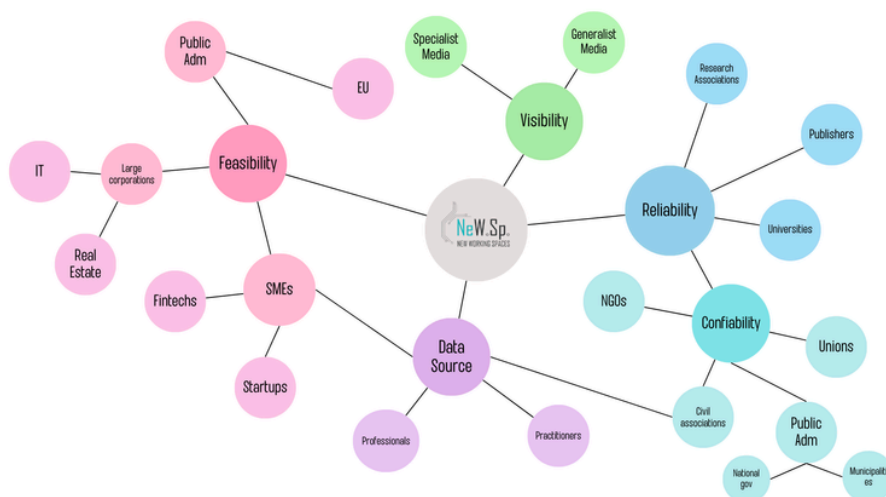 Public
Adm
EU
Specialist
Media
Generalist
Media
Research
Associations
Visibility
Publishers
Feasibility
IT
Large
corporations
Reliability
NeW.Sp.
NEW WORKING SPACES
Universities
Real
Estate
SMEs
Fintechs
NGOs
Confiability
Unions
Data
Source
Startups
Civil
associations
Public
Adm
Professionals
Practitioners
National
gov
Municipaliti
es